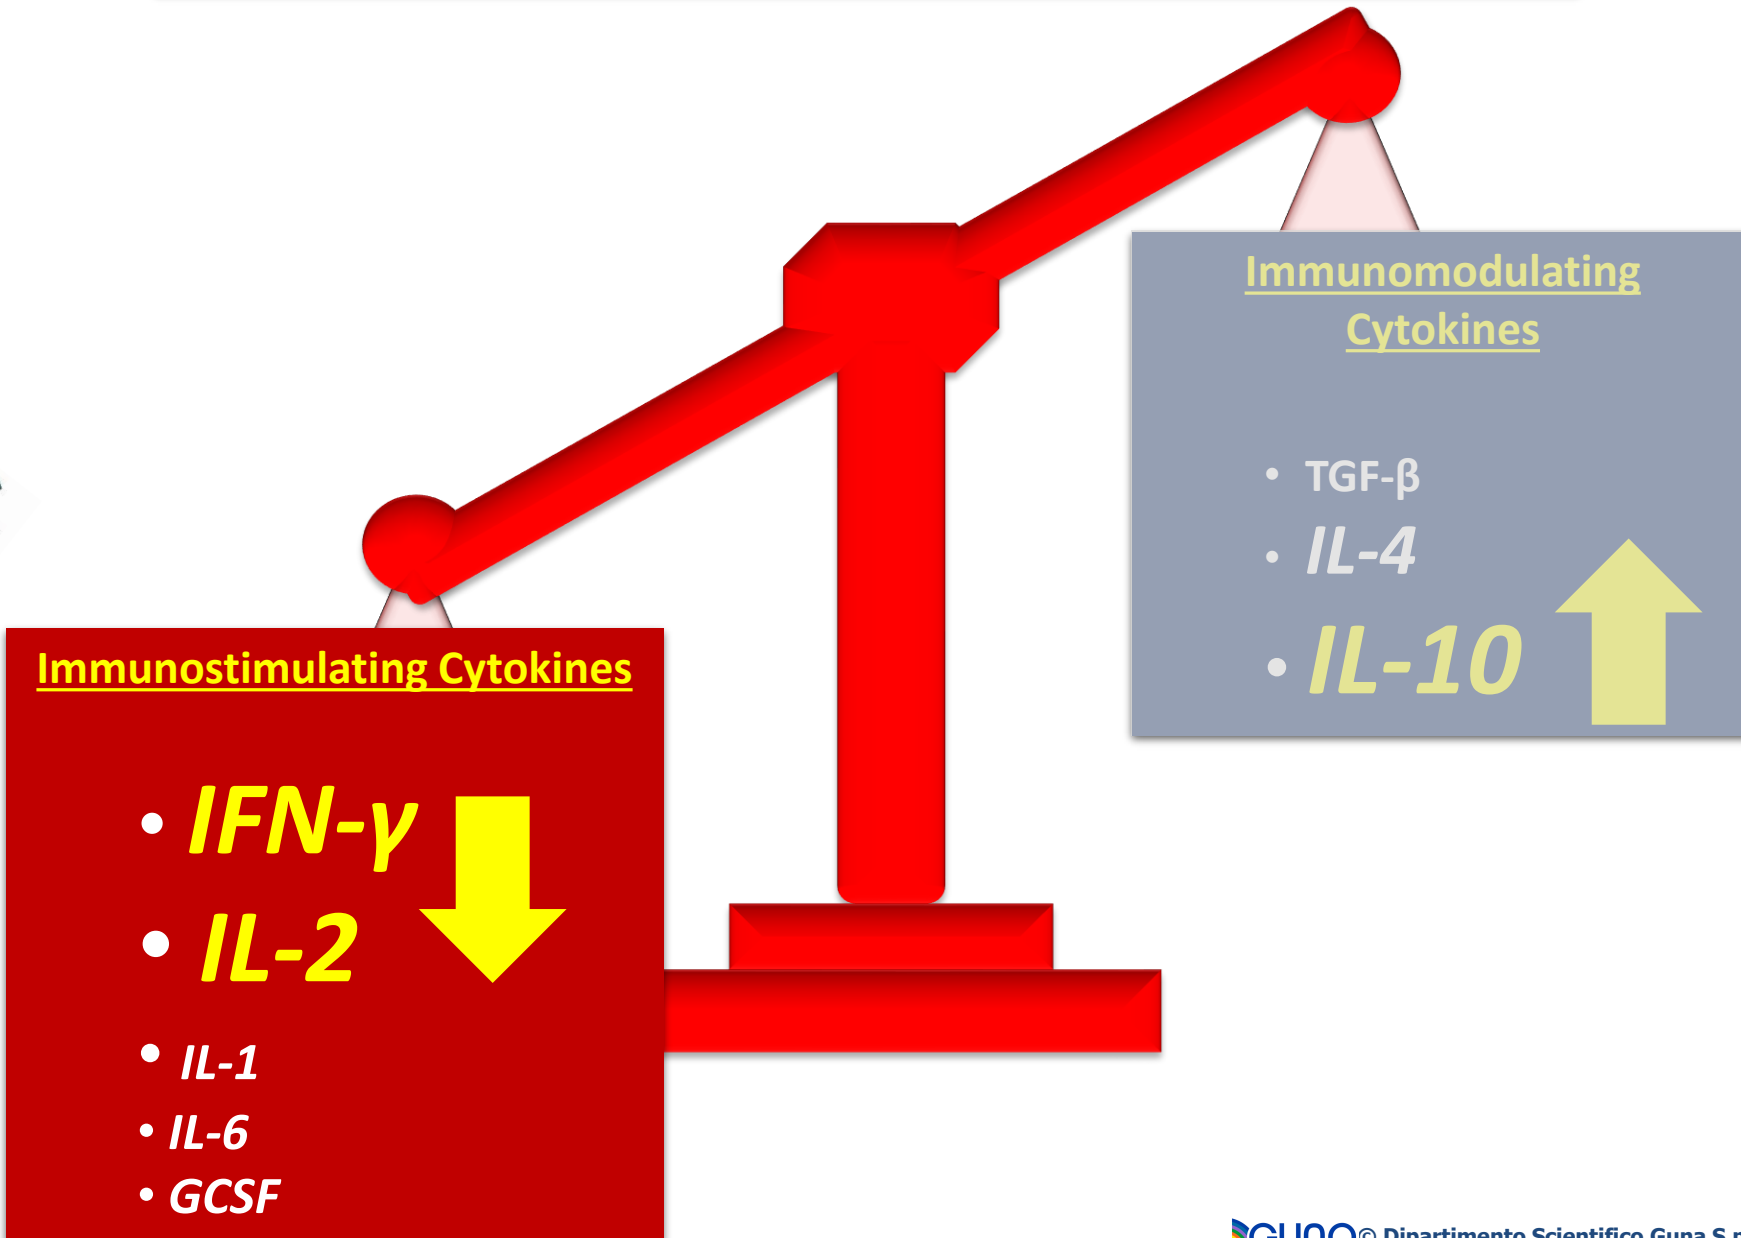 Immunomodulating
Cytokines
• TGF-β
• IL-4
• IL-10
Immunostimulating Cytokines
• IFN-γ
• IL-2
• IL-1
• IL-6
• GCSF
© Dipartimento Scientifico Guna S.p